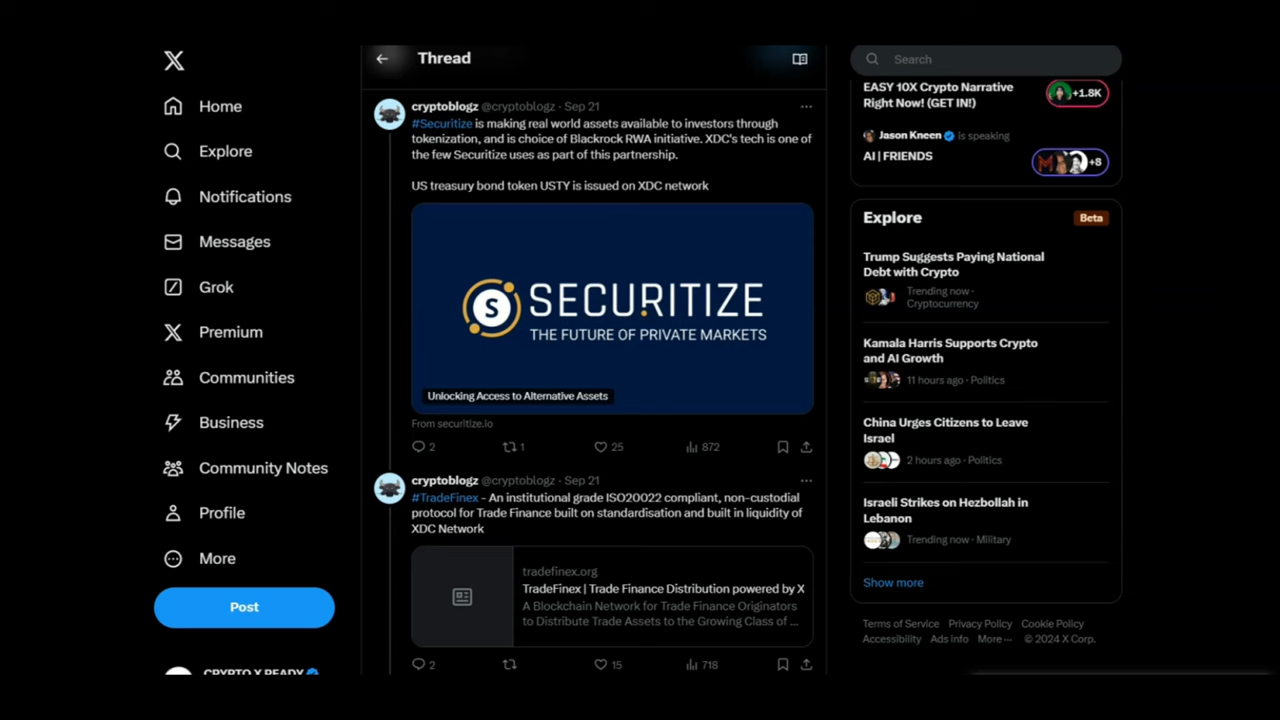 Home
Explore
Notifications
Messages
Grok
Premium
Communities
Business
Community Notes
Profile
More
Post
CRYPTO X READY
Thread
cryptoblogz @cryptoblogz · Sep 21
#Securitize is making real world assets available to investors through
tokenization, and is choice of Blackrock RWA initiative. XDC's tech is one of
the few Securitize uses as part of this partnership.
US treasury bond token USTY is issued on XDC network
S
SECURITIZE
THE FUTURE OF PRIVATE MARKETS
Unlocking Access to Alternative Assets
From securitize.io
2 1 25 872
cryptoblogz @cryptoblogz · Sep 21
#TradeFinex - An institutional grade ISO20022 compliant, non-custodial
protocol for Trade Finance built on standardisation and built in liquidity of
XDC Network
tradefinex.org
TradeFinex | Trade Finance Distribution powered by X
A Blockchain Network for Trade Finance Originators
to Distribute Trade Assets to the Growing Class of ...
2 15 718
Search
EASY 10X Crypto Narrative
Right Now! (GET IN!)
+1.8K
Jason Kneen is speaking
AI | FRIENDS
+8
Explore
Beta
Trump Suggests Paying National
Debt with Crypto
Trending now ·
Cryptocurrency
Kamala Harris Supports Crypto
and AI Growth
11 hours ago · Politics
China Urges Citizens to Leave
Israel
2 hours ago · Politics
Israeli Strikes on Hezbollah in
Lebanon
Trending now · Military
Show more
Terms of Service Privacy Policy Cookie Policy
Accessibility Ads info More ··· © 2024 X Corp.